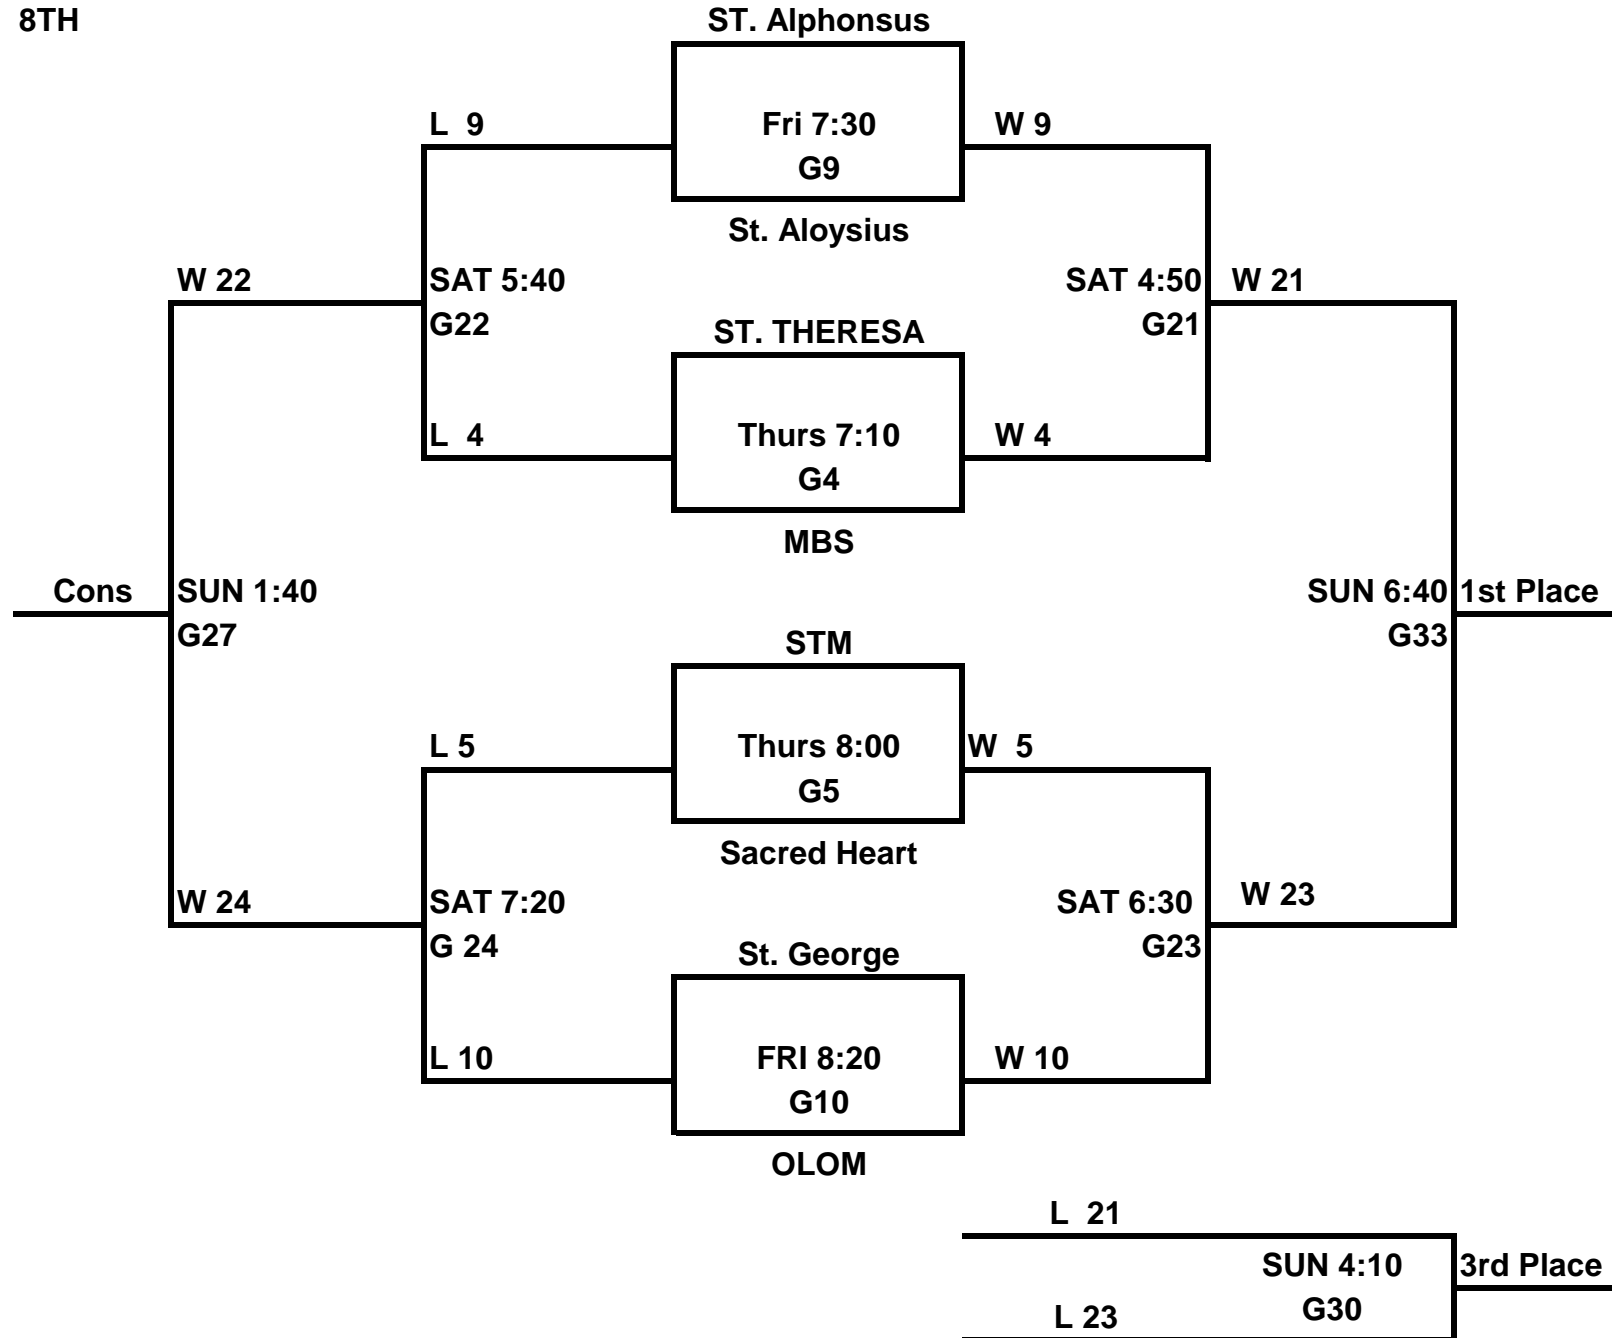 8TH
ST. Alphonsus
L  9
Fri 7:30
W 9
G9
St. Aloysius
W 22
SAT 5:40
SAT 4:50
W 21
G22
G21
ST. THERESA
L  4
Thurs 7:10
W 4
G4
MBS
Cons
SUN 1:40
SUN 6:40
1st Place
G27
G33
STM
L 5
Thurs 8:00
W  5
G5
Sacred Heart
W 24
SAT 7:20
SAT 6:30
W 23
G 24
G23
St. George
L 10
FRI 8:20
W 10
G10
OLOM
L  21
SUN 4:10
3rd Place
G30
L 23